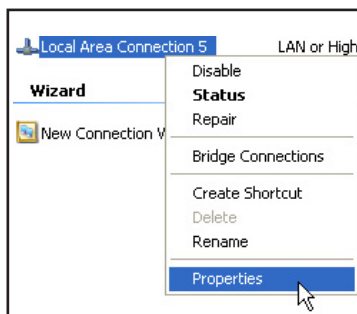 Local Area Connection 5 LAN or High
Disable
Wizard
Status
Repair
New Connection W
Bridge Connections
Create Shortcut
Delete
Rename
Properties